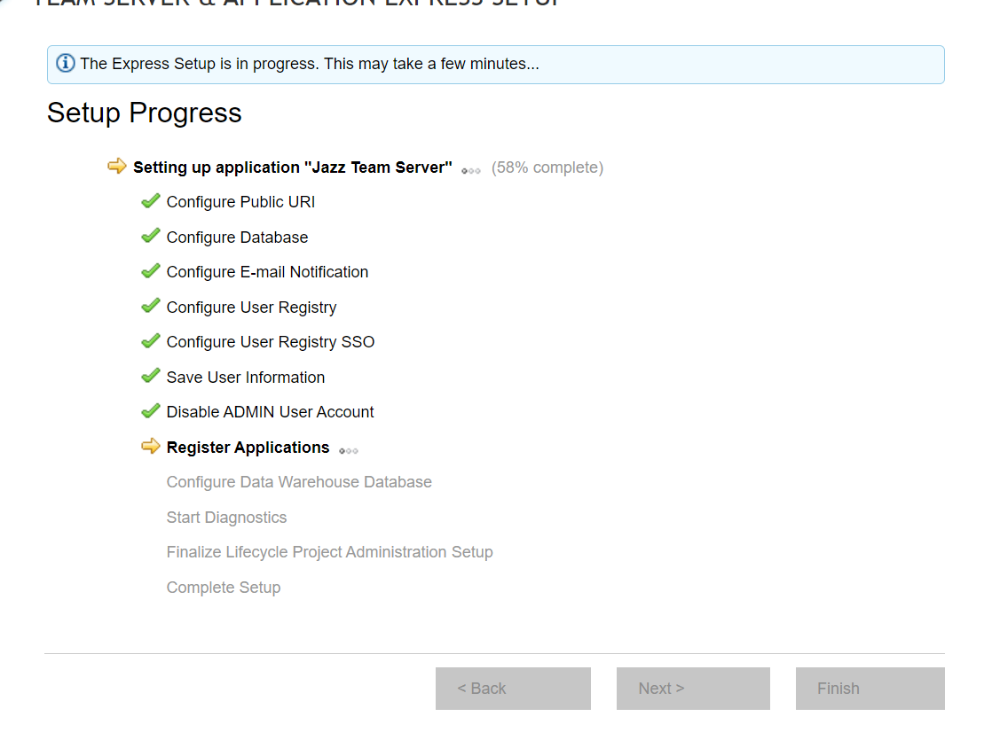 TEAM SERVER & APPLICATION EXPRESS SETUP
The Express Setup is in progress. This may take a few minutes...
Setup Progress
Setting up application "Jazz Team Server" (58% complete)
Configure Public URI
Configure Database
Configure E-mail Notification
Configure User Registry
Configure User Registry SSO
Save User Information
Disable ADMIN User Account
Register Applications
Configure Data Warehouse Database
Start Diagnostics
Finalize Lifecycle Project Administration Setup
Complete Setup
< Back
Next >
Finish